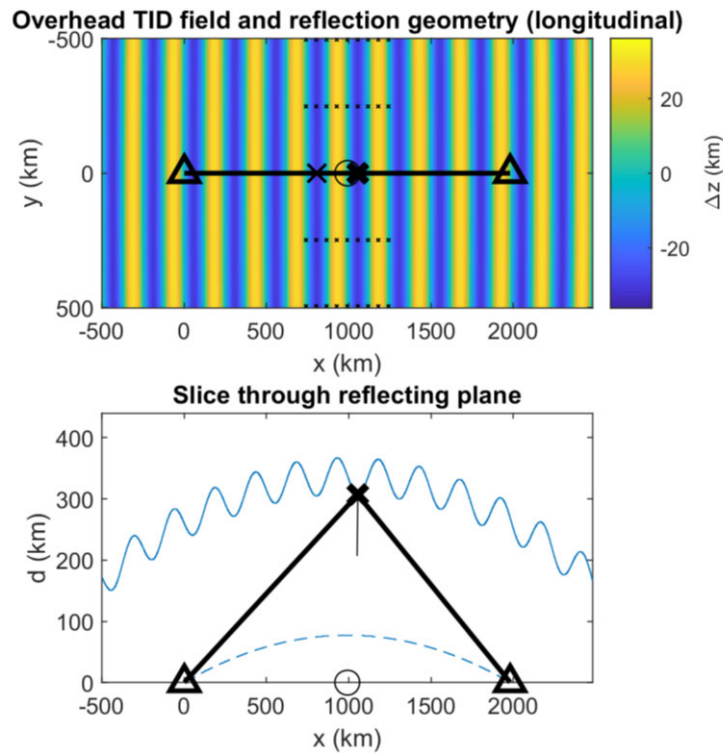 Overhead TID field and reflection geometry (longitudinal)
-500
0
500
y (km)
-500 0 500 1000 1500 2000
x (km)
20
0
-20
Δz (km)
Slice through reflecting plane
400
300
200
100
0
d (km)
-500 0 500 1000 1500 2000
x (km)